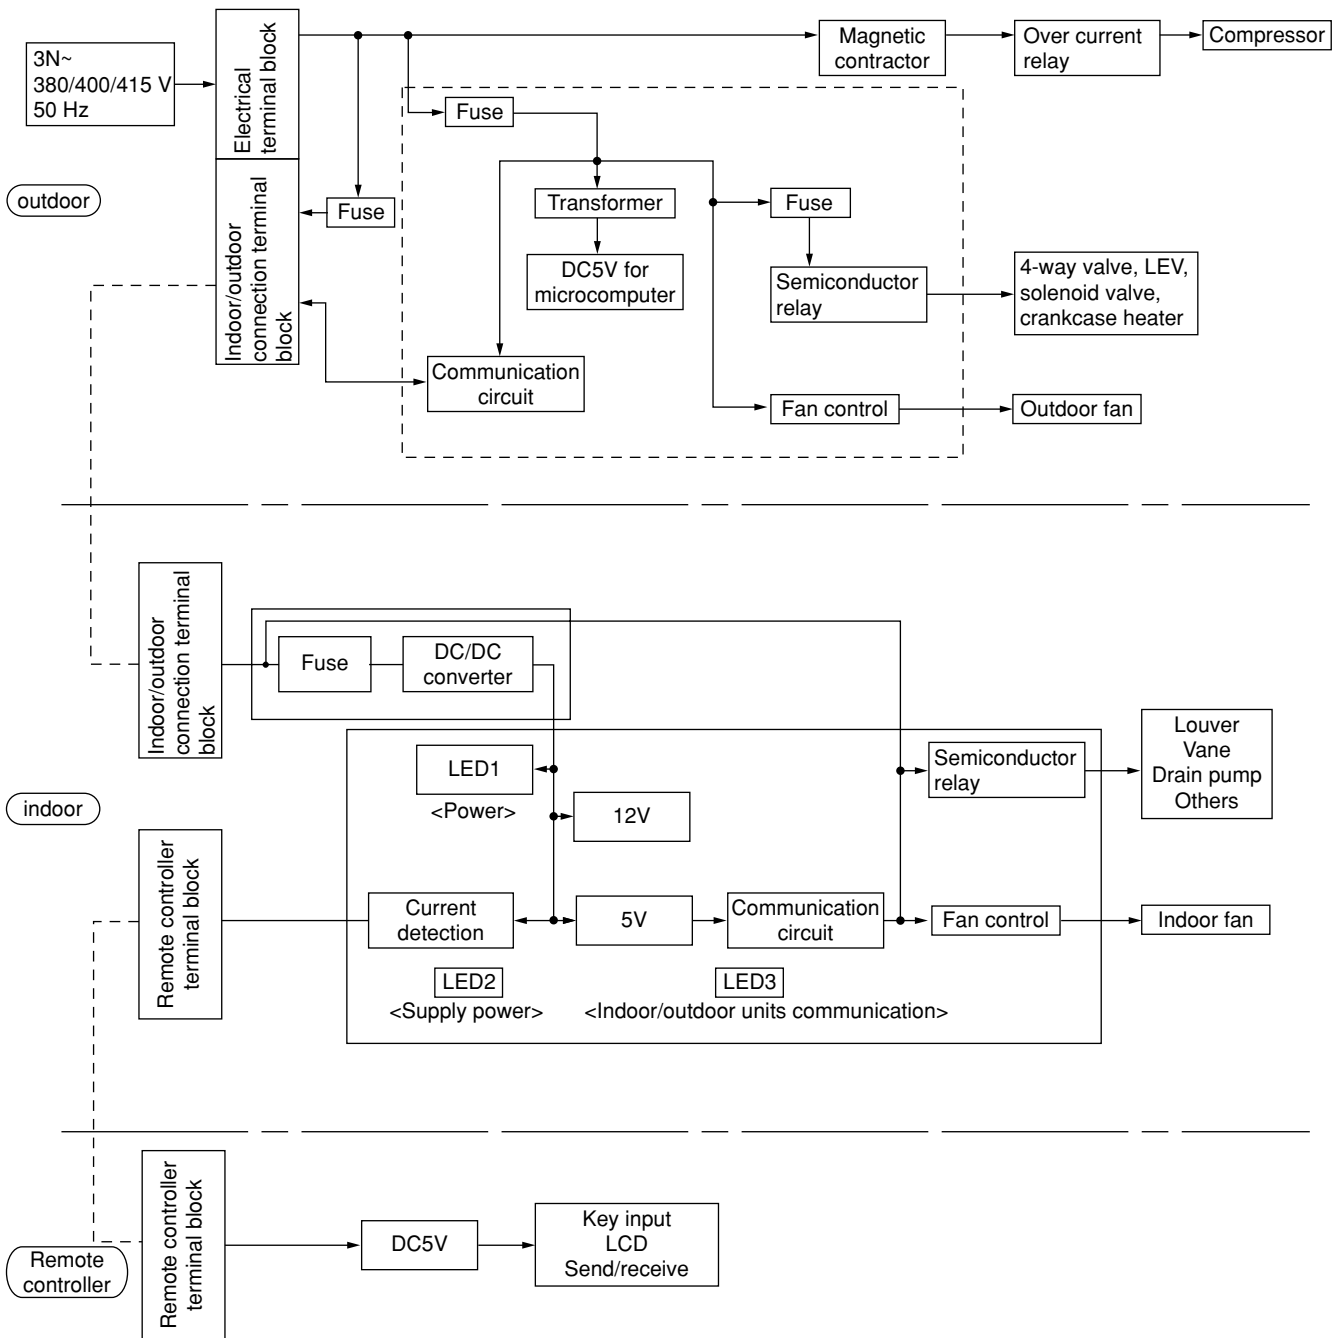 3N~
380/400/415 V
50 Hz
Electrical
terminal block
Magnetic
contractor
Over current
relay
Compressor
Fuse
outdoor
Indoor/outdoor
connection terminal
block
Fuse
Transformer
Fuse
DC5V for
microcomputer
Semiconductor
relay
4-way valve, LEV,
solenoid valve,
crankcase heater
Communication
circuit
Fan control
Outdoor fan
Indoor/outdoor
connection terminal
block
Fuse
DC/DC
converter
LED1
<Power>
12V
Semiconductor
relay
Louver
Vane
Drain pump
Others
indoor
Remote controller
terminal block
Current
detection
5V
Communication
circuit
Fan control
Indoor fan
LED2
<Supply power>
LED3
<Indoor/outdoor units communication>
Remote controller
terminal block
DC5V
Key input
LCD
Send/receive
Remote
controller